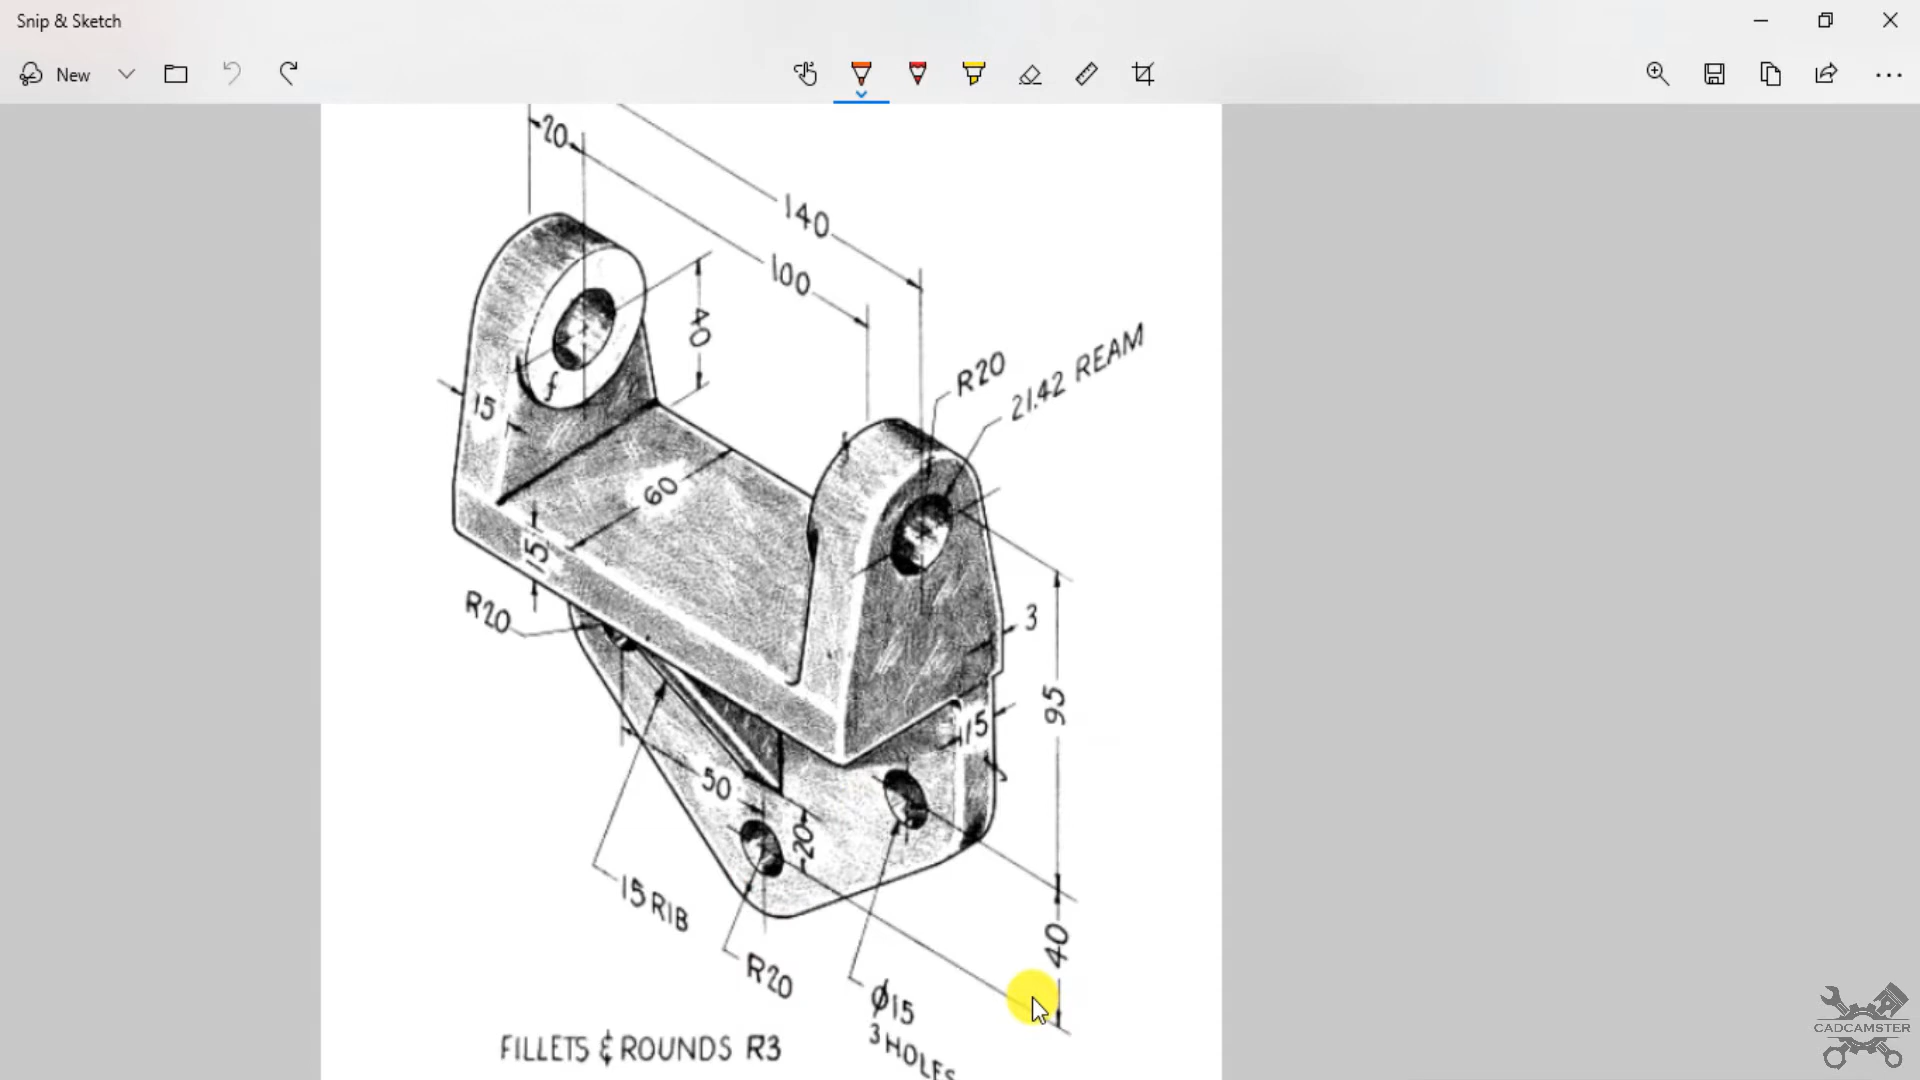 Snip & Sketch
New
20
140
100
40
R20
21.42 REAM
15
60
15
R20
3
95
15
50
20
15 RIB
40
R20
Ø15
3 HOLES
FILLETS & ROUNDS R3
CADCAMSTER